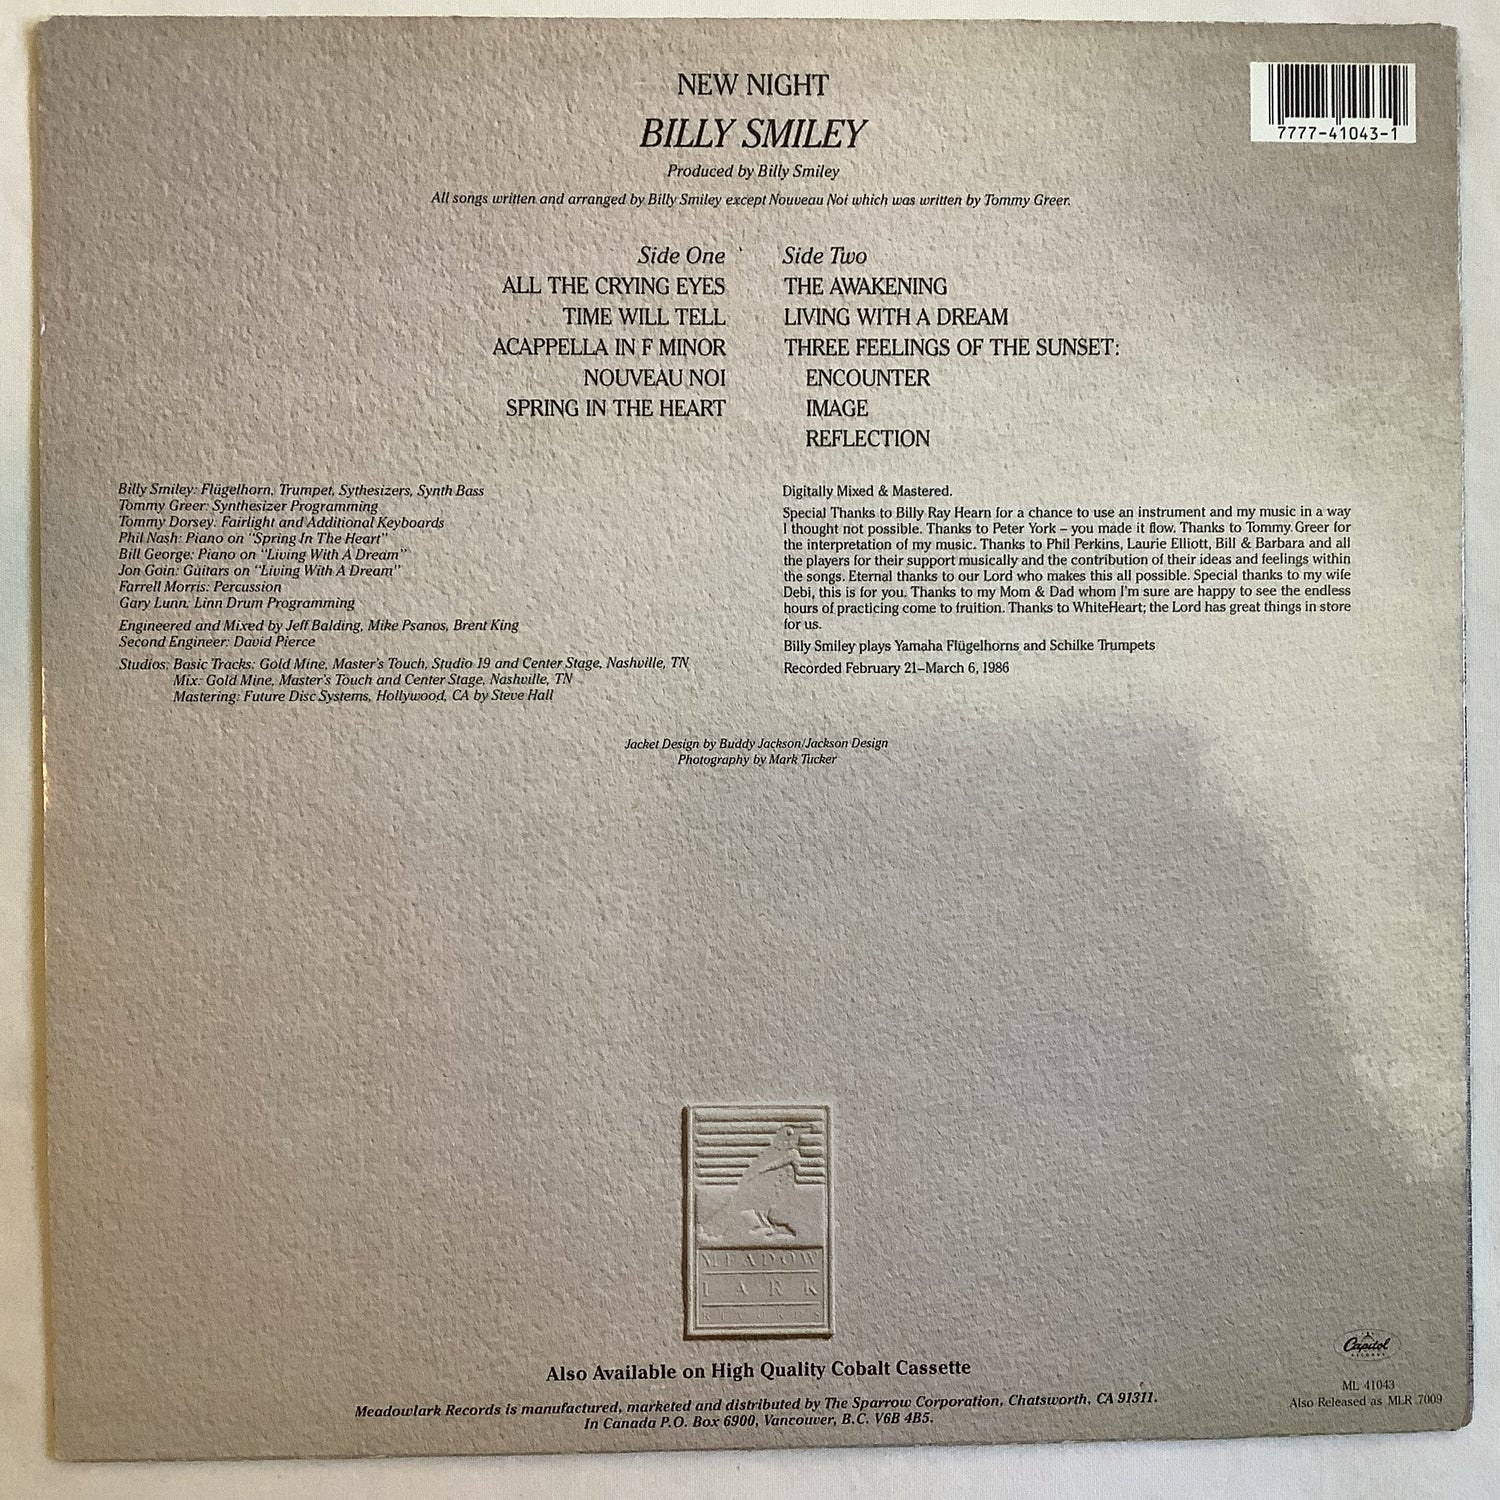 NEW NIGHT
BILLY SMILEY
Produced by Billy Smiley
All songs written and arranged by Billy Smiley except Nouveau Noi which was written by Tommy Greer.
7777-41043-1
Side One
ALL THE CRYING EYES
TIME WILL TELL
ACAPPELLA IN F MINOR
NOUVEAU NOI
SPRING IN THE HEART
Side Two
THE AWAKENING
LIVING WITH A DREAM
THREE FEELINGS OF THE SUNSET:
ENCOUNTER
IMAGE
REFLECTION
Billy Smiley: Flügelhorn, Trumpet, Sythesizers, Synth Bass
Tommy Greer: Synthesizer Programming
Tommy Dorsey: Fairlight and Additional Keyboards
Phil Nash: Piano on "Spring In The Heart"
Bill George: Piano on "Living With A Dream"
Jon Goin: Guitars on "Living With A Dream"
Farrell Morris: Percussion
Gary Lunn: Linn Drum Programming
Engineered and Mixed by Jeff Balding, Mike Psanos, Brent King
Second Engineer: David Pierce
Studios: Basic Tracks: Gold Mine, Master's Touch, Studio 19 and Center Stage, Nashville, TN
Mix: Gold Mine, Master's Touch and Center Stage, Nashville, TN
Mastering: Future Disc Systems, Hollywood, CA by Steve Hall
Digitally Mixed & Mastered.
Special Thanks to Billy Ray Hearn for a chance to use an instrument and my music in a way
I thought not possible. Thanks to Peter York – you made it flow. Thanks to Tommy Greer for
the interpretation of my music. Thanks to Phil Perkins, Laurie Elliott, Bill & Barbara and all
the players for their support musically and the contribution of their ideas and feelings within
the songs. Eternal thanks to our Lord who makes this all possible. Special thanks to my wife
Debi, this is for you. Thanks to my Mom & Dad whom I'm sure are happy to see the endless
hours of practicing come to fruition. Thanks to WhiteHeart; the Lord has great things in store
for us.
Billy Smiley plays Yamaha Flügelhorns and Schilke Trumpets
Recorded February 21–March 6, 1986
Jacket Design by Buddy Jackson/Jackson Design
Photography by Mark Tucker
MEADOW
LARK
Also Available on High Quality Cobalt Cassette
Meadowlark Records is manufactured, marketed and distributed by The Sparrow Corporation, Chatsworth, CA 91311.
In Canada P.O. Box 6900, Vancouver, B.C. V6B 4B5.
Capitol
RECORDS
ML 41043
Also Released as MLR 7009